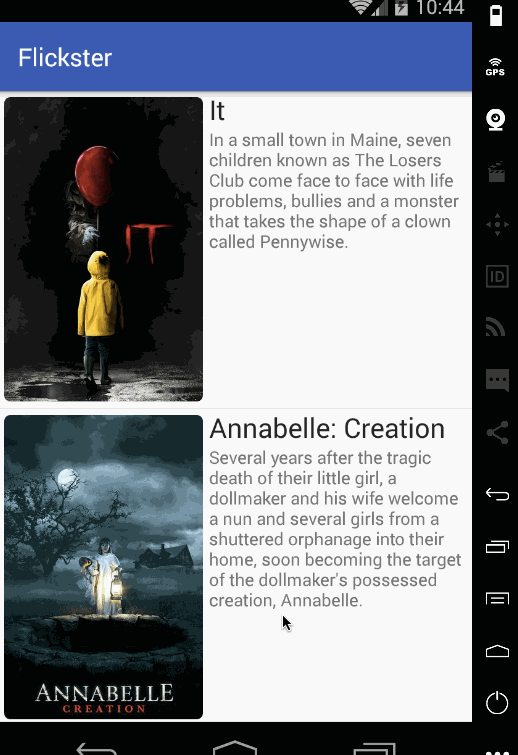 10:44
Flickster
GPS
It
In a small town in Maine, seven
children known as The Losers
Club come face to face with life
problems, bullies and a monster
that takes the shape of a clown
called Pennywise.
IT
ID
Annabelle: Creation
Several years after the tragic
death of their little girl, a
dollmaker and his wife welcome
a nun and several girls from a
shuttered orphanage into their
home, soon becoming the target
of the dollmaker's possessed
creation, Annabelle.
ANNABELLE
CREATION